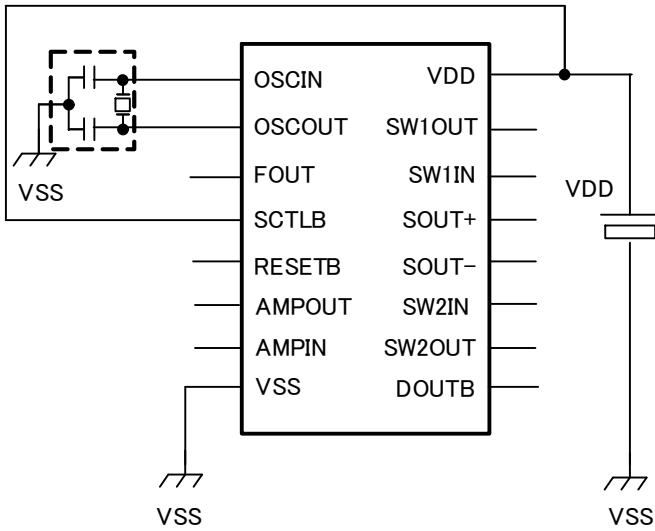 OSCIN
VDD
OSCOUT
SW1OUT
FOUT
SW1IN
VSS
VDD
SCTLB
SOUT+
RESETB
SOUT−
AMPOUT
SW2IN
AMPIN
SW2OUT
VSS
DOUTB
VSS
VSS